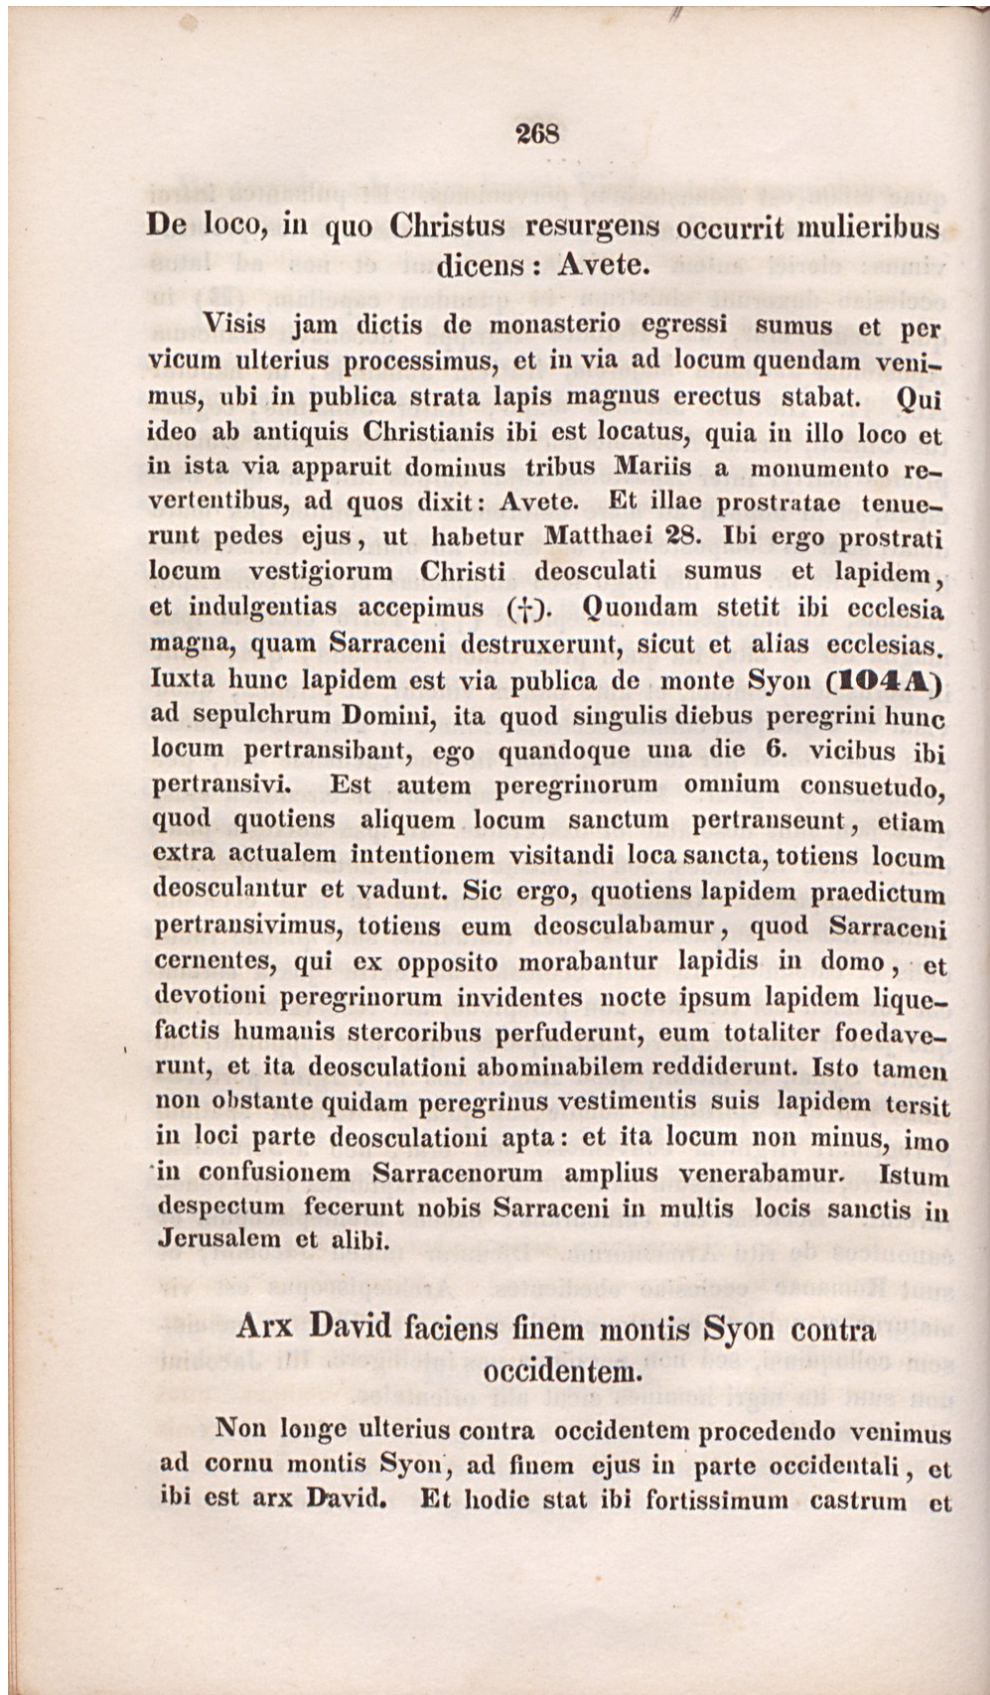 268
De loco, in quo Christus resurgens occurrit mulieribus
dicens: Avete.
Visis jam dictis de monasterio egressi sumus et per
vicum ulterius processimus, et in via ad locum quendam veni-
mus, ubi in publica strata lapis magnus erectus stabat. Qui
ideo ab antiquis Christianis ibi est locatus, quia in illo loco et
in ista via apparuit dominus tribus Mariis a monumento re-
vertentibus, ad quos dixit: Avete. Et illae prostratae tenue-
runt pedes ejus, ut habetur Matthaei 28. Ibi ergo prostrati
locum vestigiorum Christi deosculati sumus et lapidem,
et indulgentias accepimus (†). Quondam stetit ibi ecclesia
magna, quam Sarraceni destruxerunt, sicut et alias ecclesias.
Iuxta hunc lapidem est via publica de monte Syon (104A)
ad sepulchrum Domini, ita quod singulis diebus peregrini hunc
locum pertransibant, ego quandoque una die 6. vicibus ibi
pertransivi. Est autem peregrinorum omnium consuetudo,
quod quotiens aliquem locum sanctum pertranseunt, etiam
extra actualem intentionem visitandi loca sancta, totiens locum
deosculantur et vadunt. Sic ergo, quotiens lapidem praedictum
pertransivimus, totiens eum deosculabamur, quod Sarraceni
cernentes, qui ex opposito morabantur lapidis in domo, et
devotioni peregrinorum invidentes nocte ipsum lapidem lique-
factis humanis stercoribus perfuderunt, eum totaliter foedave-
runt, et ita deosculationi abominabilem reddiderunt. Isto tamen
non obstante quidam peregrinus vestimentis suis lapidem tersit
in loci parte deosculationi apta: et ita locum non minus, imo
in confusionem Sarracenorum amplius venerabamur. Istum
despectum fecerunt nobis Sarraceni in multis locis sanctis in
Jerusalem et alibi.
Arx David faciens finem montis Syon contra
occidentem.
Non longe ulterius contra occidentem procedendo venimus
ad cornu montis Syon, ad finem ejus in parte occidentali, et
ibi est arx David. Et hodie stat ibi fortissimum castrum et